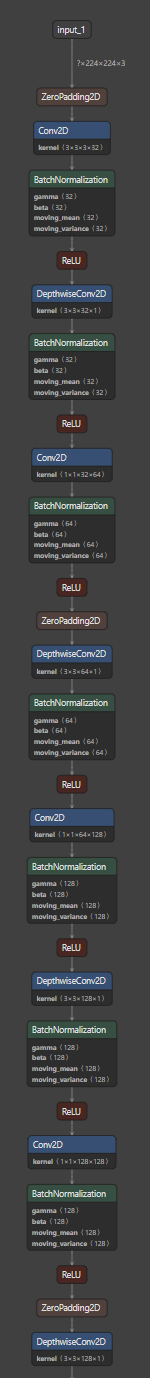 input_1
?×224×224×3
ZeroPadding2D
Conv2D
kernel ⟨3×3×3×32⟩
BatchNormalization
gamma ⟨32⟩
beta ⟨32⟩
moving_mean ⟨32⟩
moving_variance ⟨32⟩
ReLU
DepthwiseConv2D
kernel ⟨3×3×32×1⟩
BatchNormalization
gamma ⟨32⟩
beta ⟨32⟩
moving_mean ⟨32⟩
moving_variance ⟨32⟩
ReLU
Conv2D
kernel ⟨1×1×32×64⟩
BatchNormalization
gamma ⟨64⟩
beta ⟨64⟩
moving_mean ⟨64⟩
moving_variance ⟨64⟩
ReLU
ZeroPadding2D
DepthwiseConv2D
kernel ⟨3×3×64×1⟩
BatchNormalization
gamma ⟨64⟩
beta ⟨64⟩
moving_mean ⟨64⟩
moving_variance ⟨64⟩
ReLU
Conv2D
kernel ⟨1×1×64×128⟩
BatchNormalization
gamma ⟨128⟩
beta ⟨128⟩
moving_mean ⟨128⟩
moving_variance ⟨128⟩
ReLU
DepthwiseConv2D
kernel ⟨3×3×128×1⟩
BatchNormalization
gamma ⟨128⟩
beta ⟨128⟩
moving_mean ⟨128⟩
moving_variance ⟨128⟩
ReLU
Conv2D
kernel ⟨1×1×128×128⟩
BatchNormalization
gamma ⟨128⟩
beta ⟨128⟩
moving_mean ⟨128⟩
moving_variance ⟨128⟩
ReLU
ZeroPadding2D
DepthwiseConv2D
kernel ⟨3×3×128×1⟩